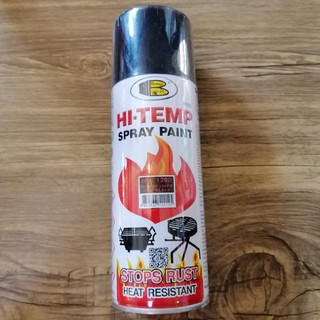 B
HI-TEMP
SPRAY PAINT
STOPS RUST
HEAT RESISTANT